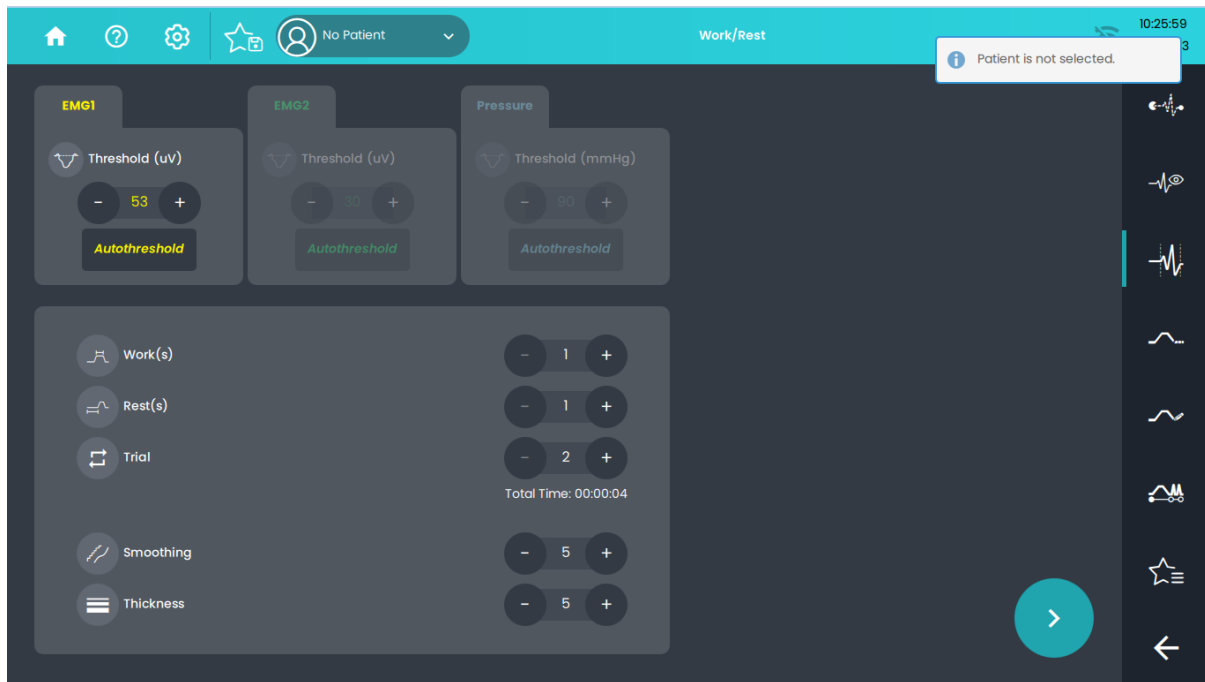 No Patient
Work/Rest
10:25:59
3
Patient is not selected.
EMG1
EMG2
Pressure
Threshold (uV)
Threshold (uV)
Threshold (mmHg)
- 53 +
- 30 +
- 90 +
Autothreshold
Autothreshold
Autothreshold
Work(s)
- 1 +
Rest(s)
- 1 +
Trial
- 2 +
Total Time: 00:00:04
Smoothing
- 5 +
Thickness
- 5 +